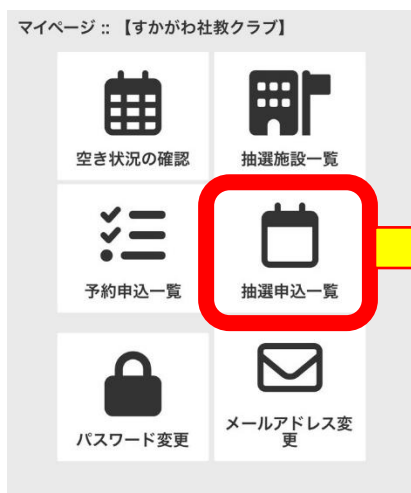 マイページ :: 【すかがわ社教クラブ】
空き状況の確認
抽選施設一覧
予約申込一覧
抽選申込一覧
パスワード変更
メールアドレス変
更